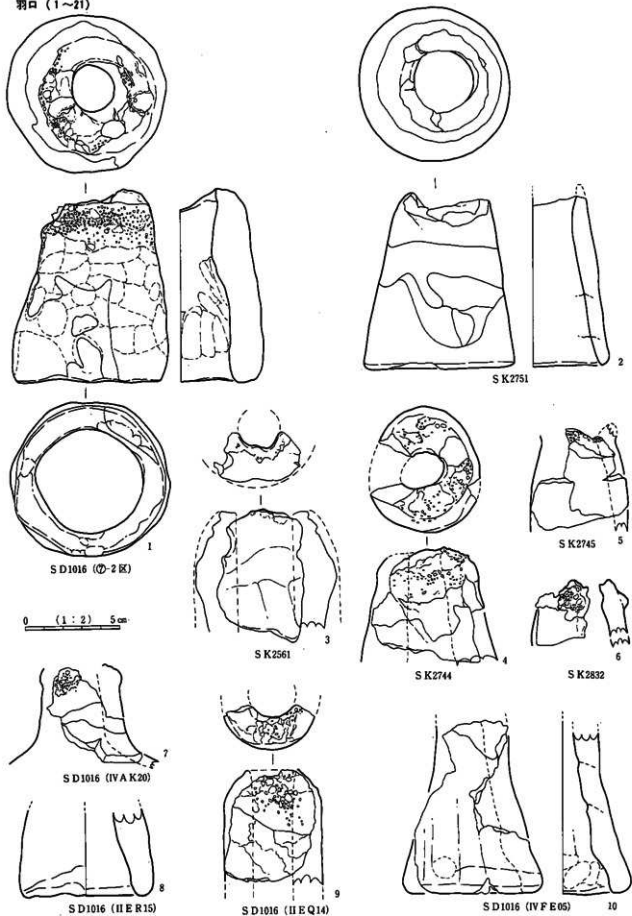 羽口 (1～21)
1
2
SK2751
1
SD1016 (⑦-2区)
3
SK2561
4
SK2744
5
SK2745
6
SK2832
0 (1:2) 5cm
7
SD1016 (IVAK20)
8
SD1016 (IIER15)
9
SD1016 (IIEQ14)
10
SD1016 (IVFE05)